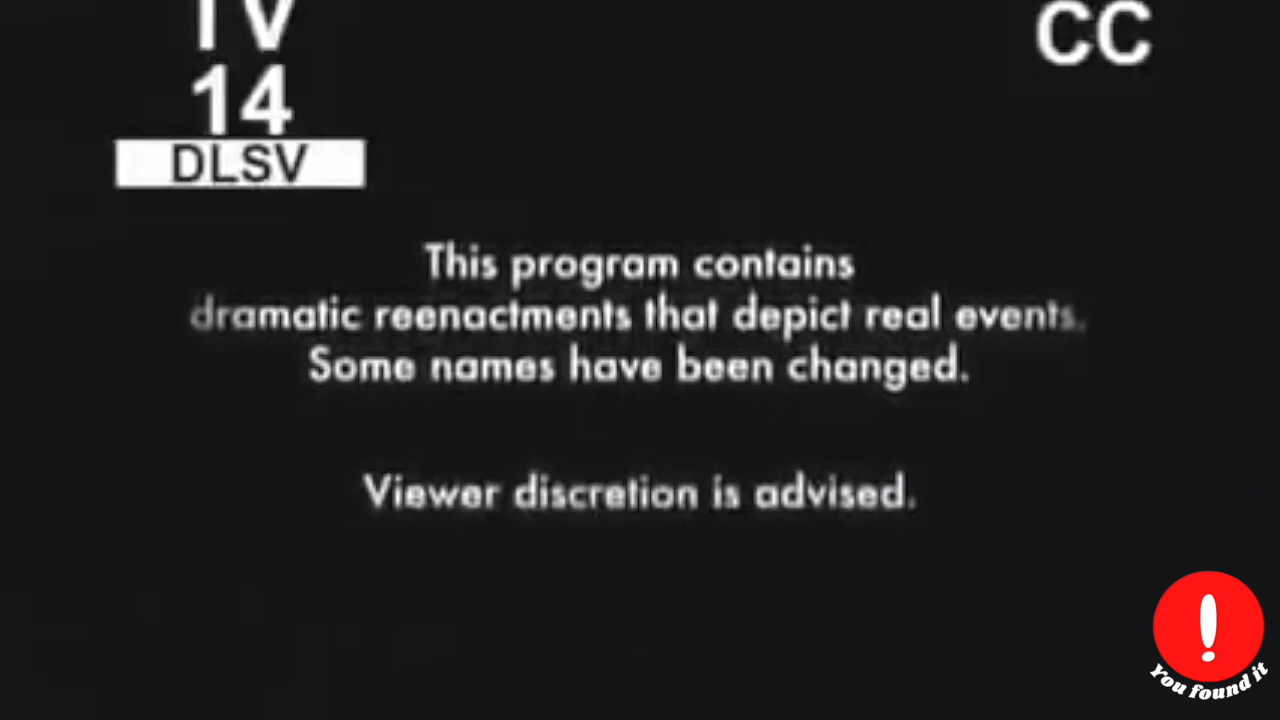 TV
CC
14
DLSV
This program contains
dramatic reenactments that depict real events.
Some names have been changed.
Viewer discretion is advised.
!
You found it